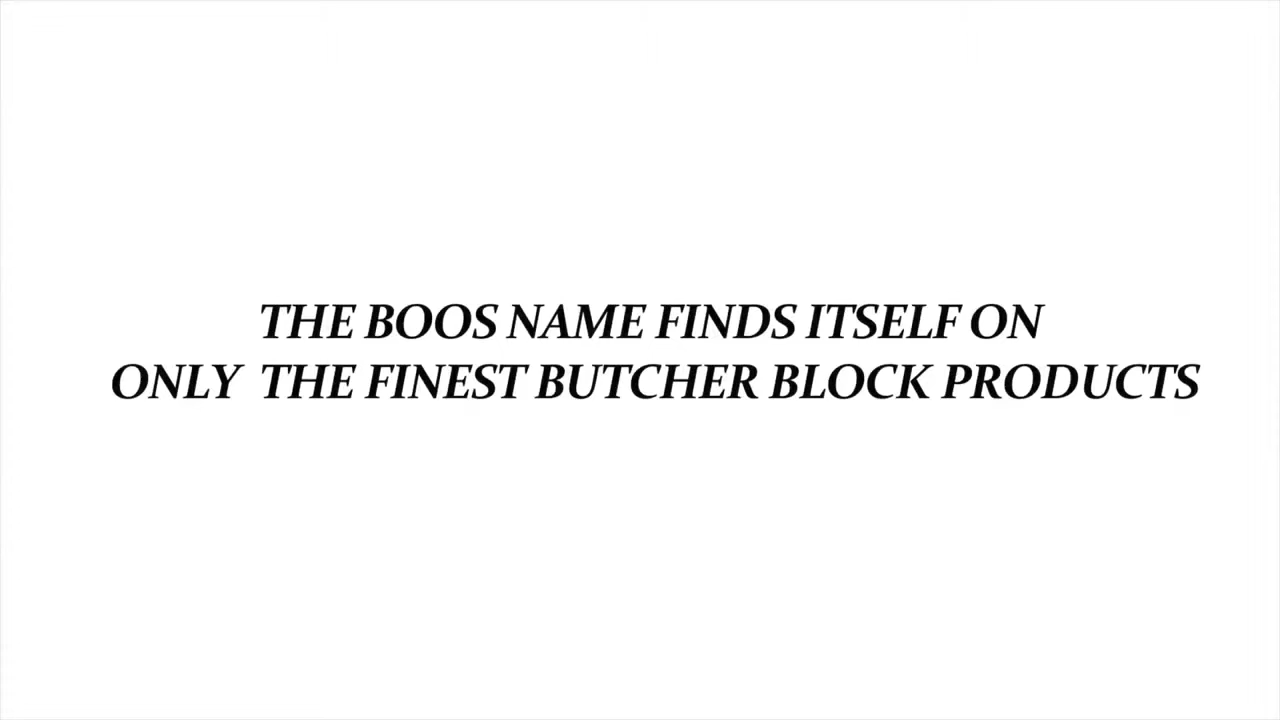 THE BOOS NAME FINDS ITSELF ON
ONLY  THE FINEST BUTCHER BLOCK PRODUCTS